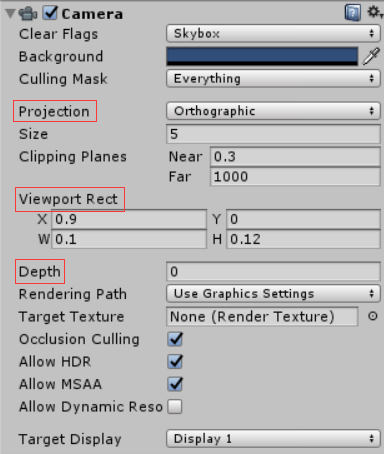 Camera
Clear Flags Skybox
Background
Culling Mask Everything
Projection Orthographic
Size 5
Clipping Planes Near 0.3
Far 1000
Viewport Rect
X 0.9 Y 0
W 0.1 H 0.12
Depth 0
Rendering Path Use Graphics Settings
Target Texture None (Render Texture)
Occlusion Culling
Allow HDR
Allow MSAA
Allow Dynamic Reso
Target Display Display 1